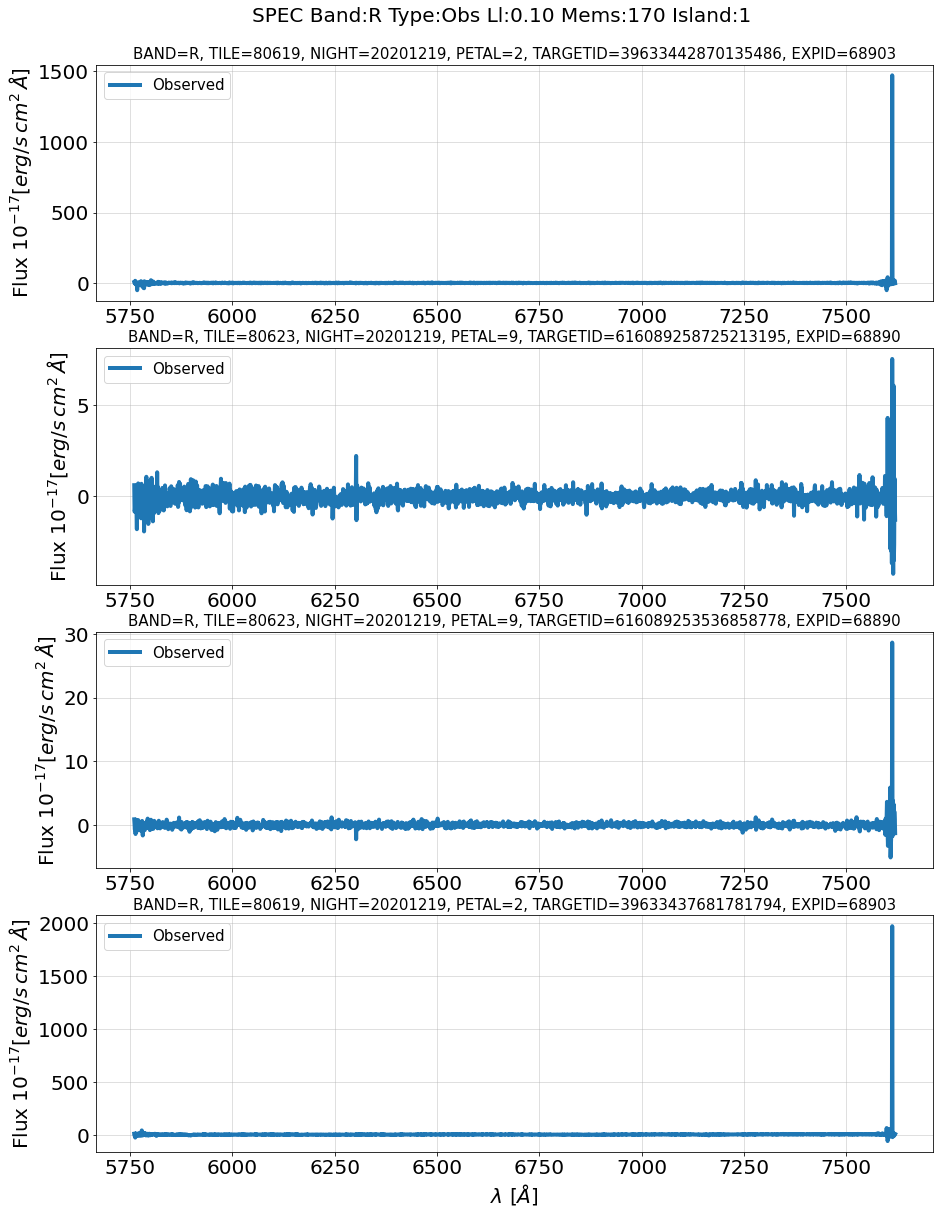 SPEC Band:R Type:Obs Ll:0.10 Mems:170 Island:1
BAND=R, TILE=80619, NIGHT=20201219, PETAL=2, TARGETID=39633442870135486, EXPID=68903
Observed
Flux 10⁻¹⁷[erg/s cm² Å]
1500
1000
500
0
5750 6000 6250 6500 6750 7000 7250 7500
BAND=R, TILE=80623, NIGHT=20201219, PETAL=9, TARGETID=616089258725213195, EXPID=68890
Observed
Flux 10⁻¹⁷[erg/s cm² Å]
5
0
5750 6000 6250 6500 6750 7000 7250 7500
BAND=R, TILE=80623, NIGHT=20201219, PETAL=9, TARGETID=616089253536858778, EXPID=68890
Observed
Flux 10⁻¹⁷[erg/s cm² Å]
30
20
10
0
5750 6000 6250 6500 6750 7000 7250 7500
BAND=R, TILE=80619, NIGHT=20201219, PETAL=2, TARGETID=39633437681781794, EXPID=68903
Observed
Flux 10⁻¹⁷[erg/s cm² Å]
2000
1500
1000
500
0
5750 6000 6250 6500 6750 7000 7250 7500
λ [Å]